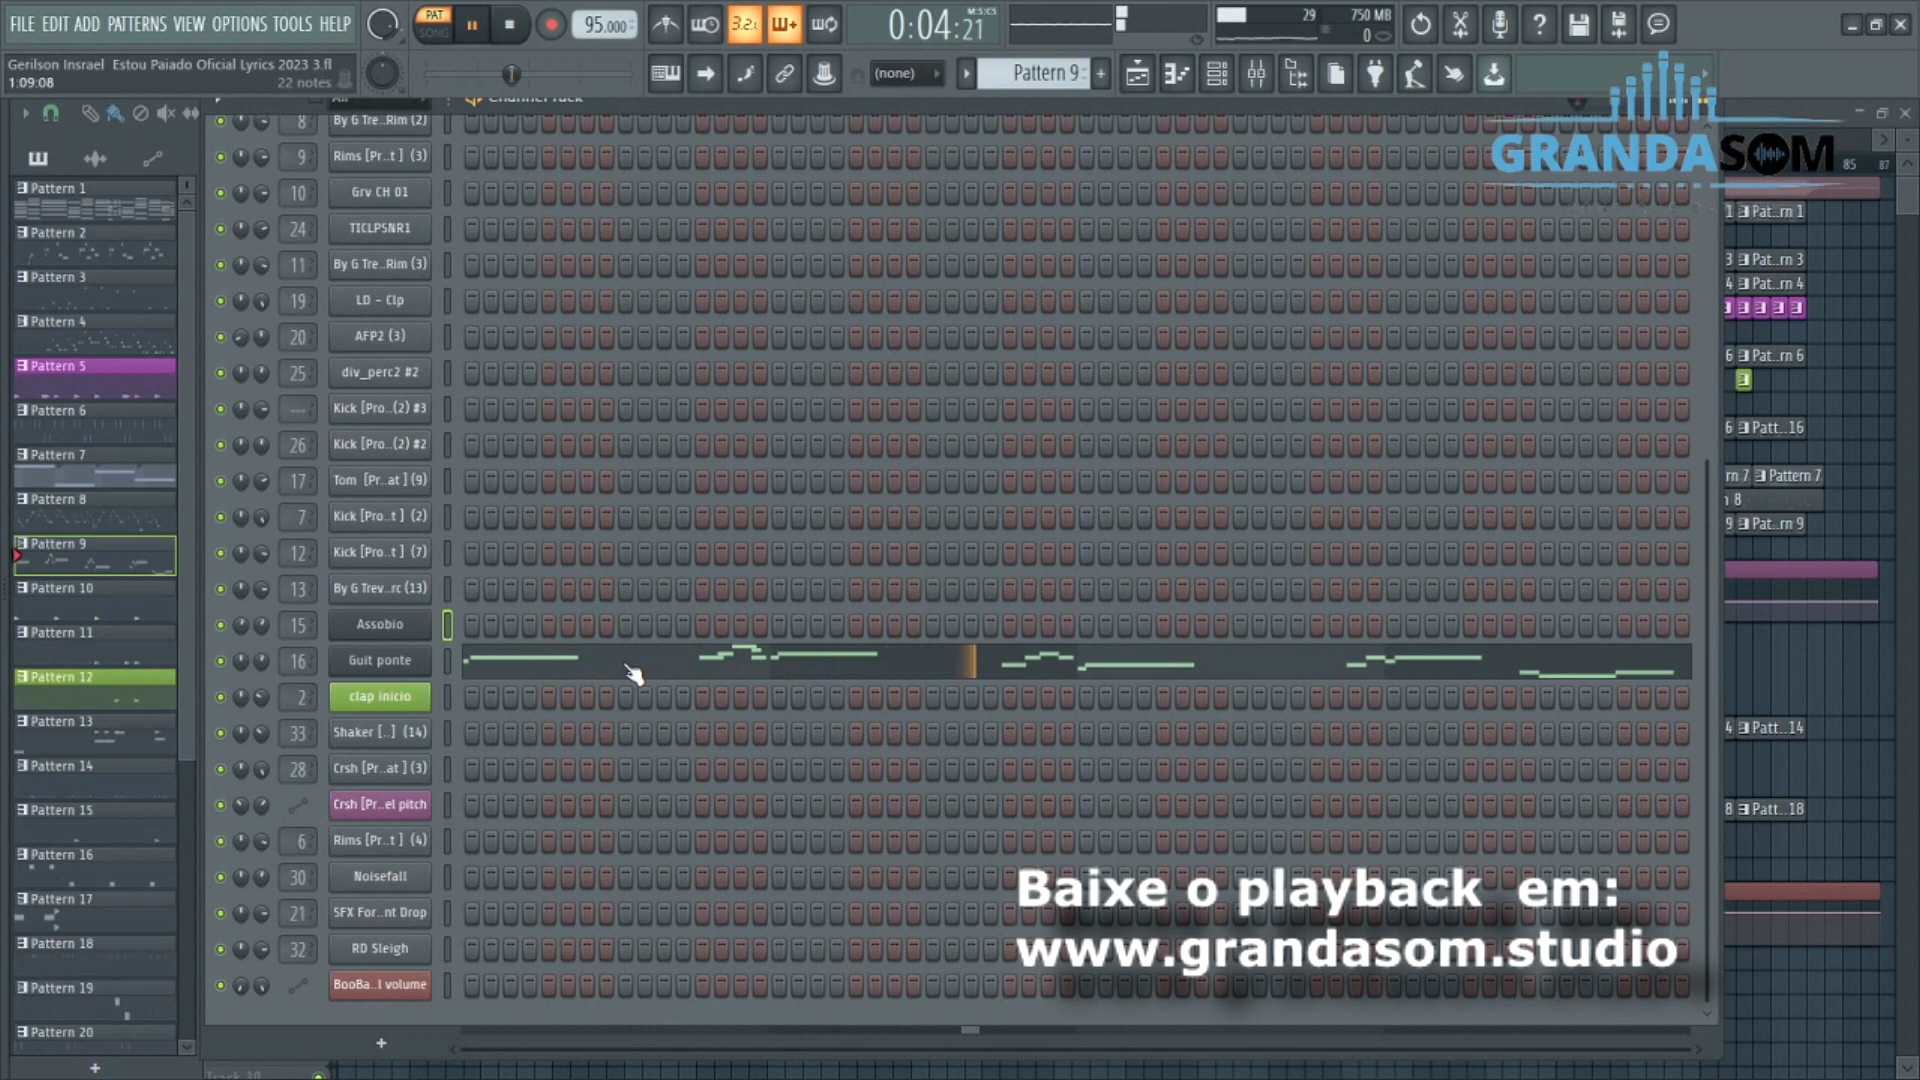 FILE EDIT ADD PATTERNS VIEW OPTIONS TOOLS HELP
PAT
SONG
95.000
3.2.
0:04:21
M:S:CS
29
750 MB
0
Gerilson Insrael Estou Paiado Oficial Lyrics 2023 3.fl
1:09:08
22 notes
(none)
Pattern 9
+
GRANDASOM
85
87
Channel rack
Pattern 1
Pattern 2
Pattern 3
Pattern 4
Pattern 5
Pattern 6
Pattern 7
Pattern 8
Pattern 9
Pattern 10
Pattern 11
Pattern 12
Pattern 13
Pattern 14
Pattern 15
Pattern 16
Pattern 17
Pattern 18
Pattern 19
Pattern 20
+
8 By G Tre..Rim (2)
9 Rims [Pr..t ] (3)
10 Grv CH 01
24 TICLPSNR1
11 By G Tre..Rim (3)
19 LD - Clp
20 AFP2 (3)
25 div_perc2 #2
--- Kick [Pro..(2) #3
26 Kick [Pro..(2) #2
17 Tom [Pr..at ] (9)
7 Kick [Pro..t ] (2)
12 Kick [Pro..t ] (7)
13 By G Trev..rc (13)
15 Assobio
16 Guit ponte
2 clap inicio
33 Shaker [..] (14)
28 Crsh [Pr..at ] (3)
Crsh [Pr..el pitch
6 Rims [Pr..t ] (4)
30 Noisefall
21 SFX For..nt Drop
32 RD Sleigh
BooBa..l volume
+
1 Pat..rn 1
3 Pat..rn 3
4 Pat..rn 4
6 Pat..rn 6
6 Patt..16
rn 7 Pattern 7
8
9 Pat..rn 9
4 Patt..14
8 Patt..18
Baixe o playback em:
www.grandasom.studio